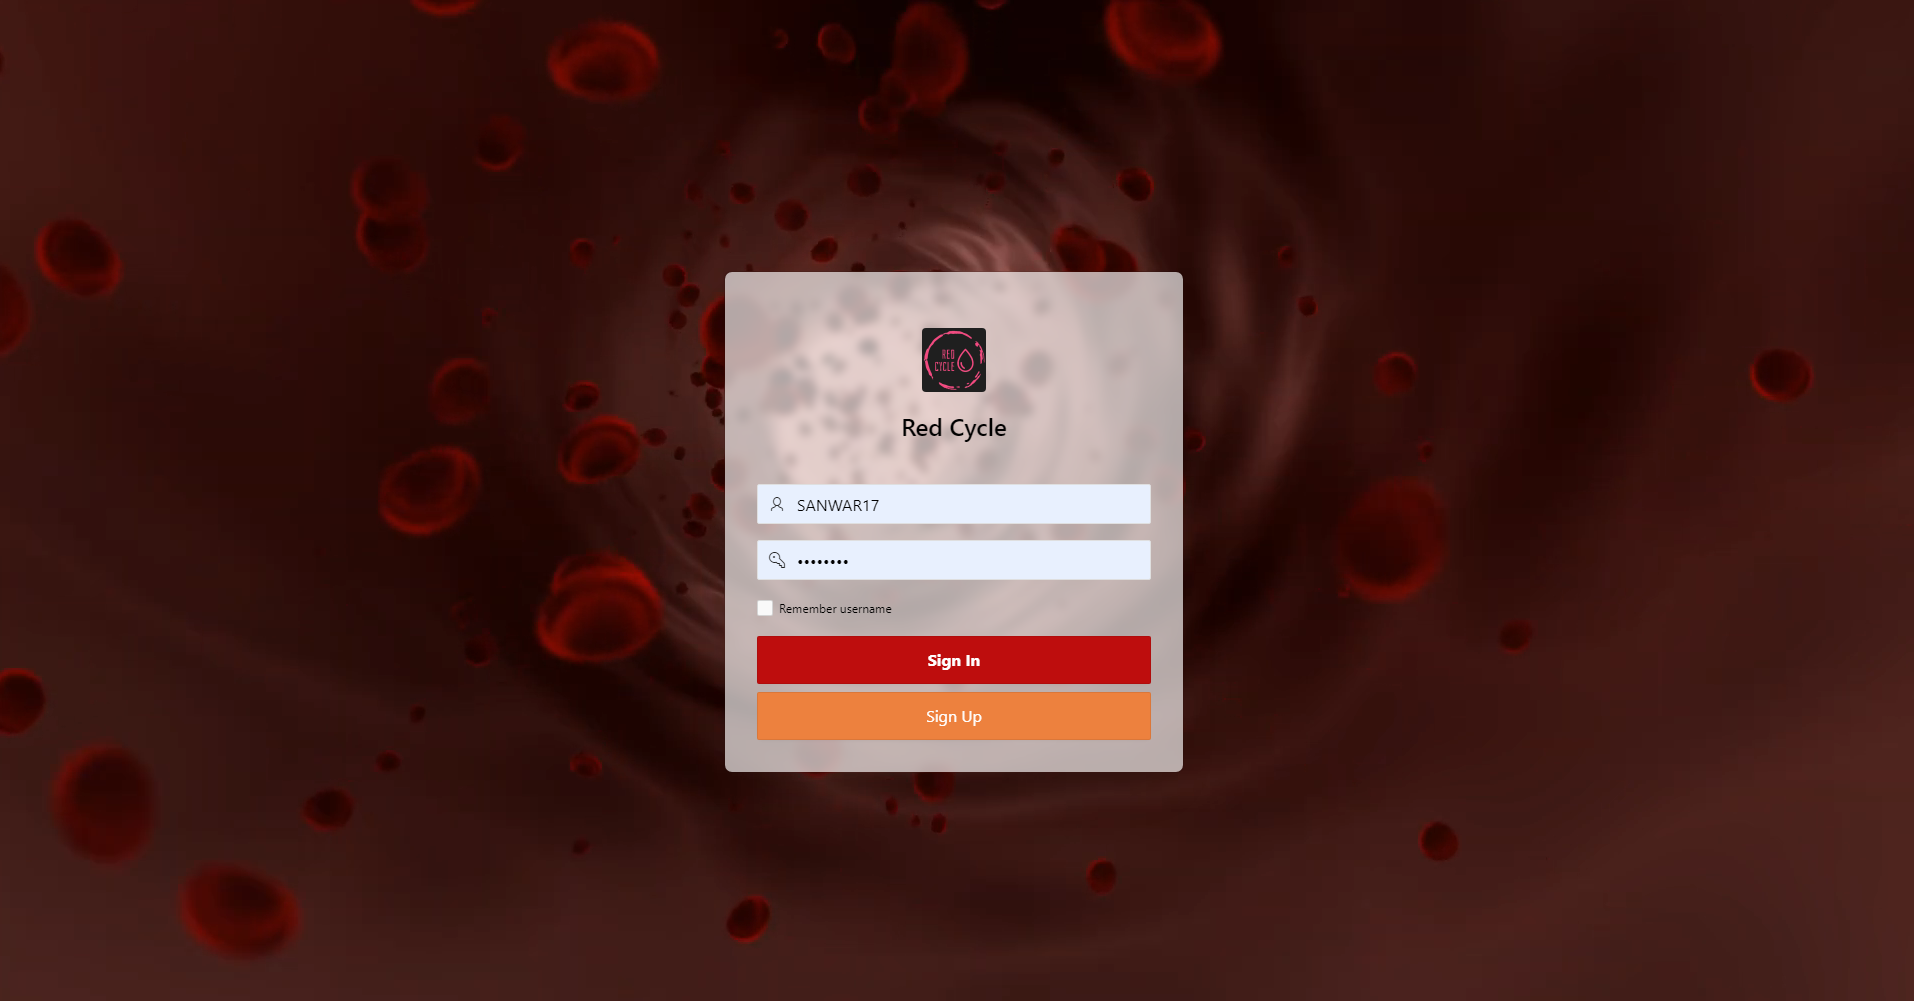 RED
CYCLE
Red Cycle
SANWAR17
••••••••
Remember username
Sign In
Sign Up